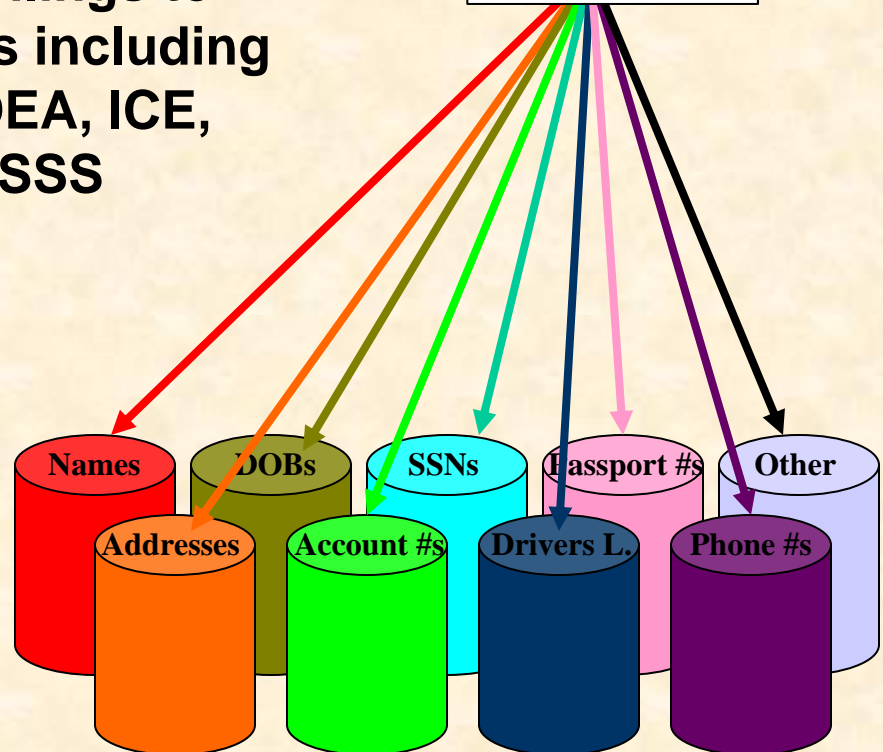 s including
DEA, ICE,
SSS
Names
DOBs
SSNs
Passport #s
Other
Addresses
Account #s
Drivers L.
Phone #s